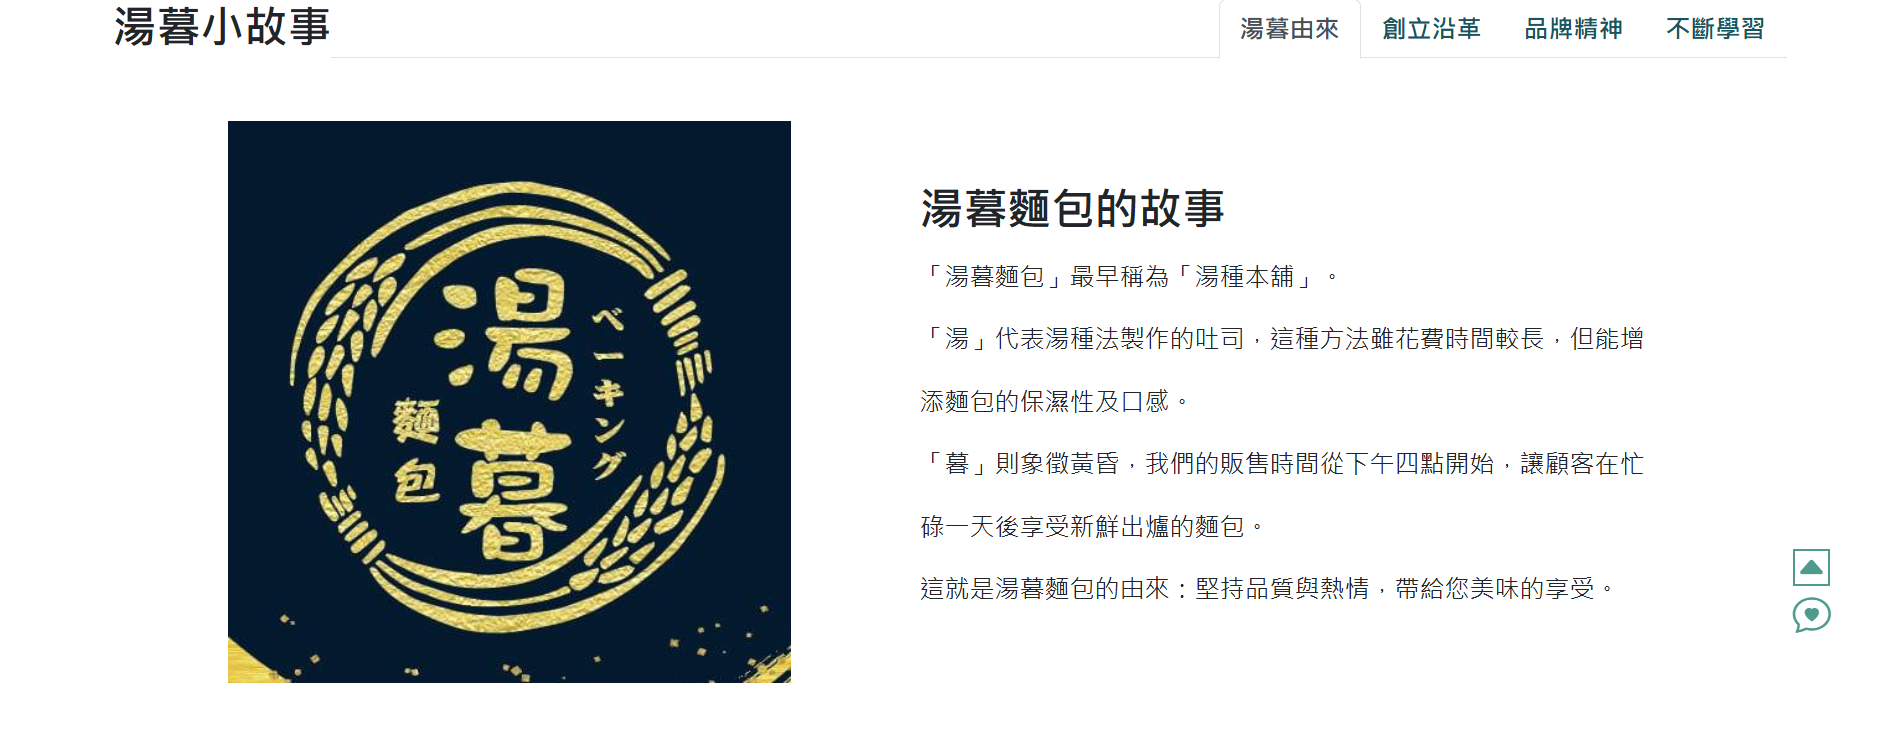 湯暮小故事
湯暮由來
創立沿革
品牌精神
不斷學習
湯暮
ベーキング
麵包
湯暮麵包的故事
「湯暮麵包」最早稱為「湯種本舖」。
「湯」代表湯種法製作的吐司，這種方法雖花費時間較長，但能增
添麵包的保濕性及口感。
「暮」則象徵黃昏，我們的販售時間從下午四點開始，讓顧客在忙
碌一天後享受新鮮出爐的麵包。
這就是湯暮麵包的由來：堅持品質與熱情，帶給您美味的享受。